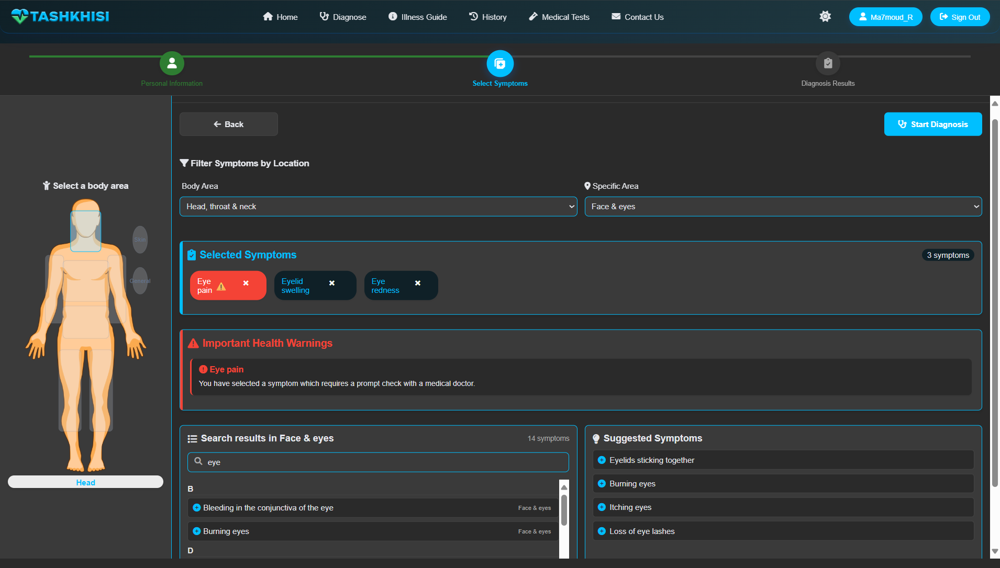 TASHKHISI
Home
Diagnose
Illness Guide
History
Medical Tests
Contact Us
Ma7moud_R
Sign Out
Personal Information
Select Symptoms
Diagnosis Results
Select a body area
Skin
General
Head
Back
Start Diagnosis
Filter Symptoms by Location
Body Area
Specific Area
Head, throat & neck
Face & eyes
Selected Symptoms
3 symptoms
Eye
pain
Eyelid
swelling
Eye
redness
Important Health Warnings
Eye pain
You have selected a symptom which requires a prompt check with a medical doctor.
Search results in Face & eyes
14 symptoms
eye
B
Bleeding in the conjunctiva of the eye
Face & eyes
Burning eyes
Face & eyes
D
Suggested Symptoms
Eyelids sticking together
Burning eyes
Itching eyes
Loss of eye lashes